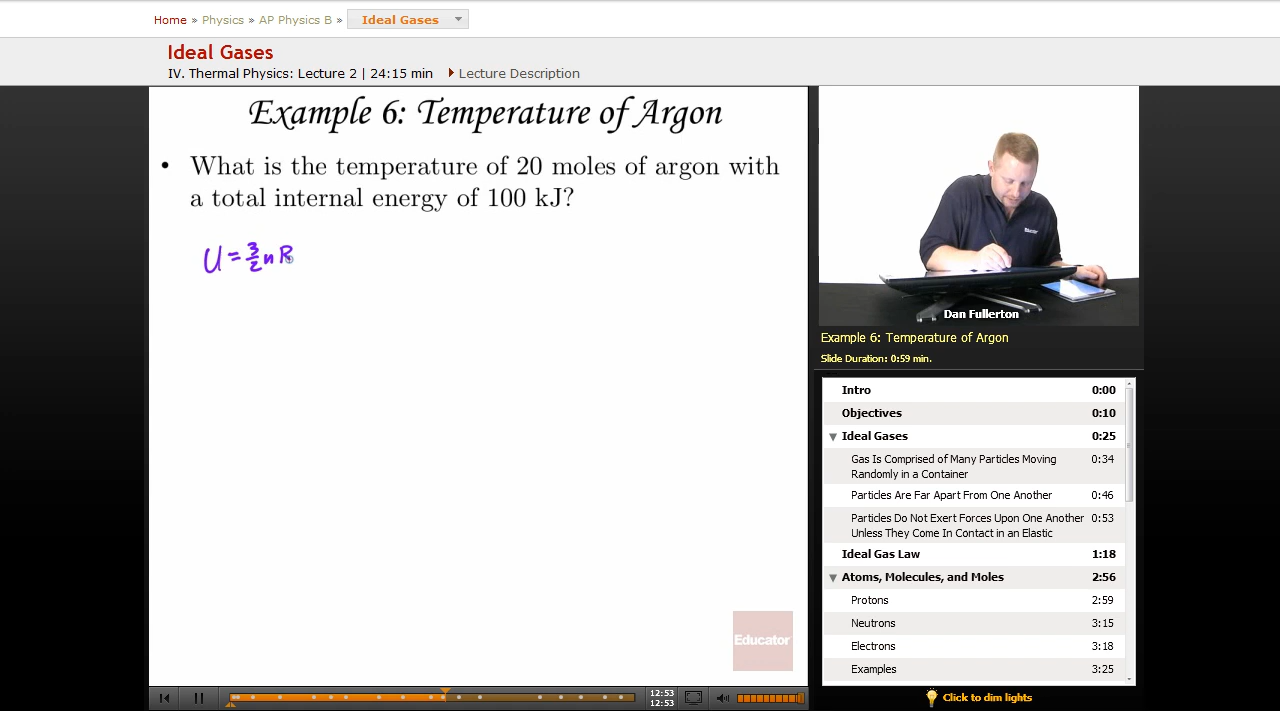 Home » Physics » AP Physics B » Ideal Gases
Ideal Gases
IV. Thermal Physics: Lecture 2 | 24:15 min Lecture Description
Example 6: Temperature of Argon
• What is the temperature of 20 moles of argon with
a total internal energy of 100 kJ?
U = 3/2 n R
Educator
Educator
Dan Fullerton
Example 6: Temperature of Argon
Slide Duration: 0:59 min.
Intro 0:00
Objectives 0:10
Ideal Gases 0:25
Gas Is Comprised of Many Particles Moving 0:34
Randomly in a Container
Particles Are Far Apart From One Another 0:46
Particles Do Not Exert Forces Upon One Another 0:53
Unless They Come In Contact in an Elastic
Ideal Gas Law 1:18
Atoms, Molecules, and Moles 2:56
Protons 2:59
Neutrons 3:15
Electrons 3:18
Examples 3:25
12:53
12:53
Click to dim lights